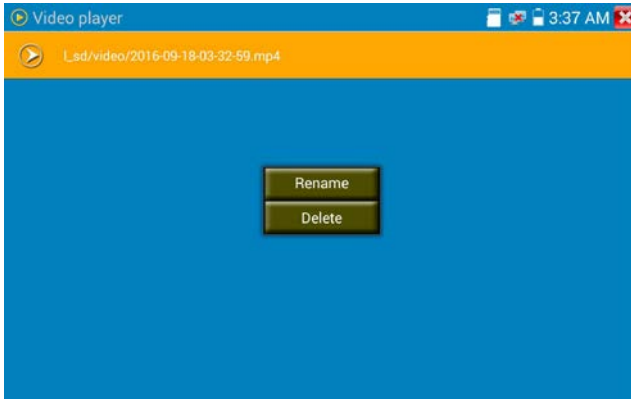 Video player
3:37 AM
l_sd/video/2016-09-18-03-32-59.mp4
Rename
Delete